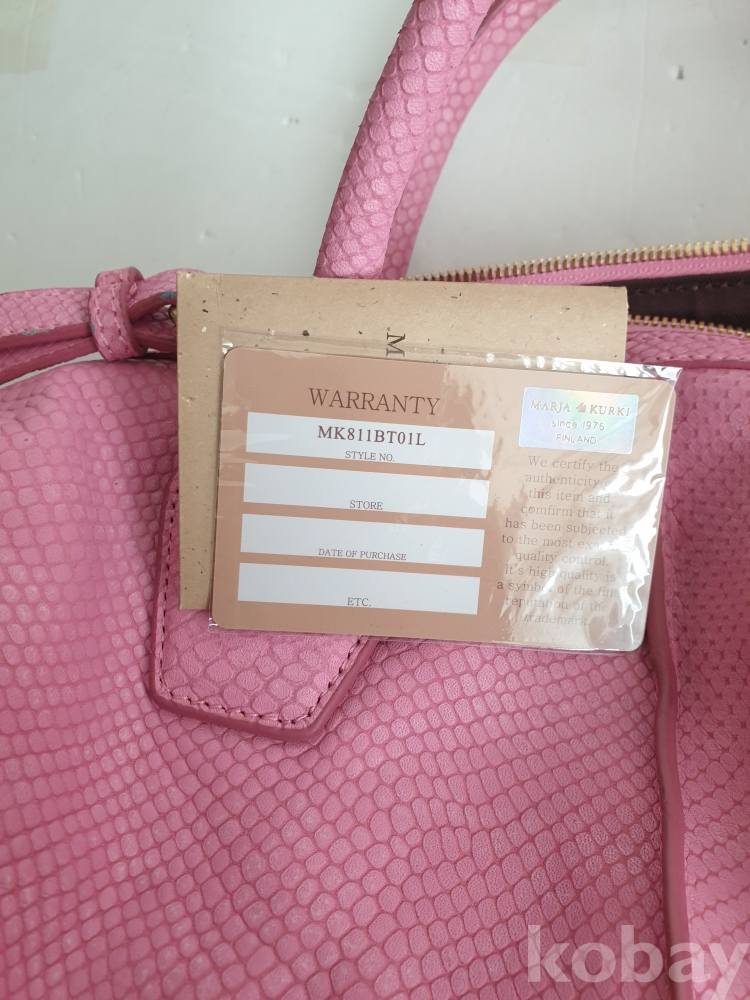 M
WARRANTY
MK811BT01L
STYLE NO.
STORE
DATE OF PURCHASE
ETC.
MARJA KURKI
since 1976
FINLAND
We certify the
authenticity
this item and
comfirm that it
has been subjected
to the most
quality control.
It's high quality is
a symbol of the fine
reputation of the
trademark.
kobay